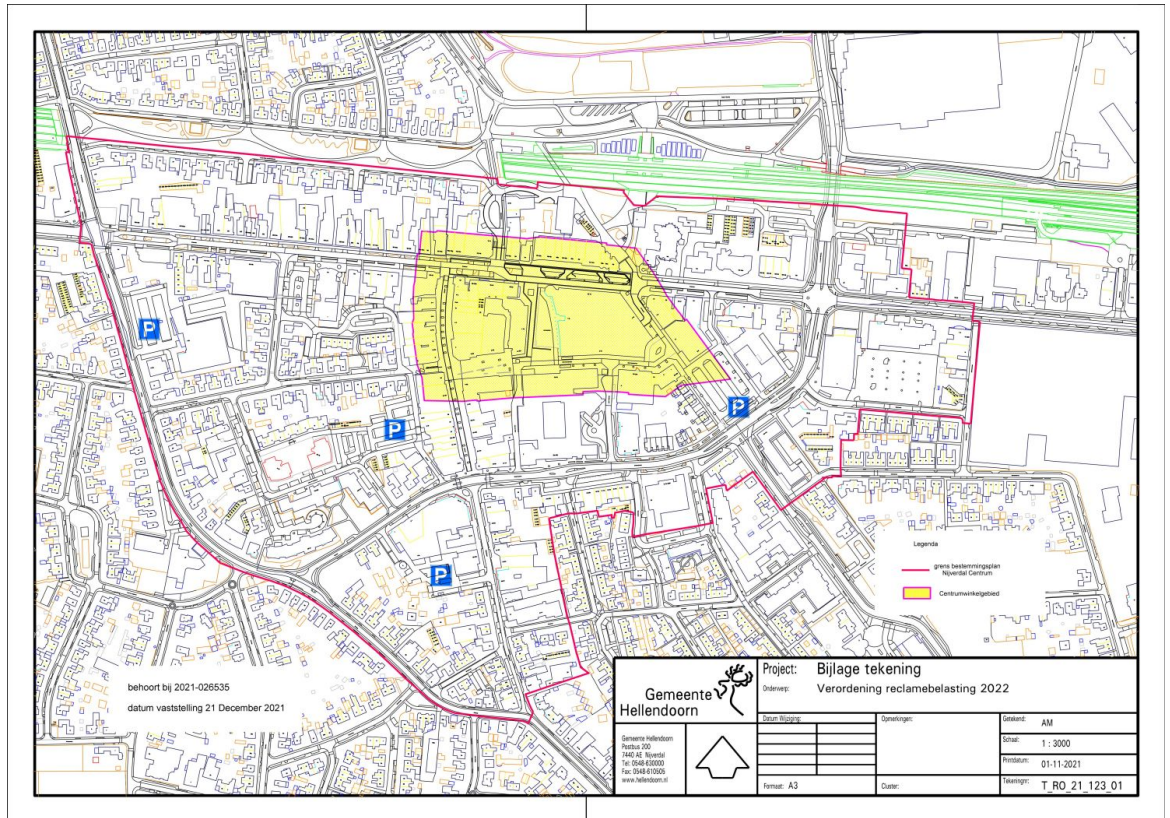 P
P
P
P
Legenda
grens bestemmingsplan
Nijverdal Centrum
Centrumwinkelgebied
behoort bij 2021-026535
datum vaststelling 21 December 2021
Gemeente
Hellendoorn
Project: Bijlage tekening
Onderwerp: Verordening reclamebelasting 2022
Gemeente Hellendoorn
Postbus 200
7440 AE Nijverdal
Tel: 0548-630000
Fax: 0548-610505
www.hellendoorn.nl
Datum Wijziging:
Opmerkingen:
Getekend: AM
Schaal: 1 : 3000
Printdatum: 01-11-2021
Formaat: A3
Cluster:
Tekeningnr: T_RO_21_123_01